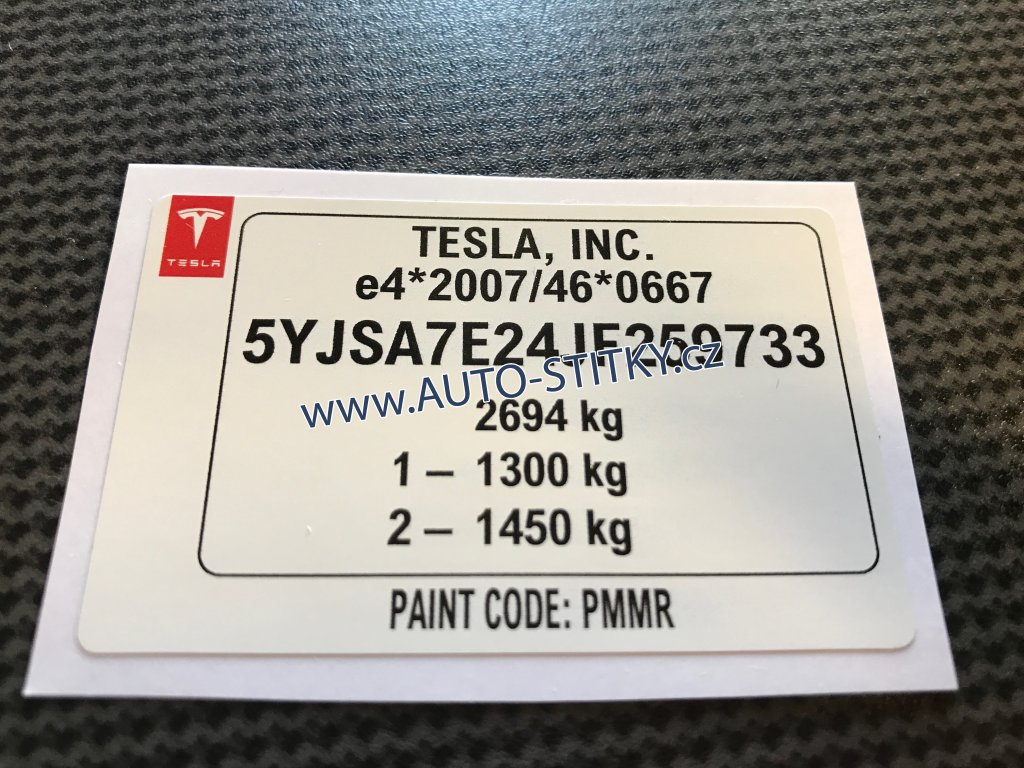 TESLA
TESLA, INC.
e4*2007/46*0667
5YJSA7E24JF259733
www.AUTO-STITKY.cz
2694 kg
1 – 1300 kg
2 – 1450 kg
PAINT CODE: PMMR